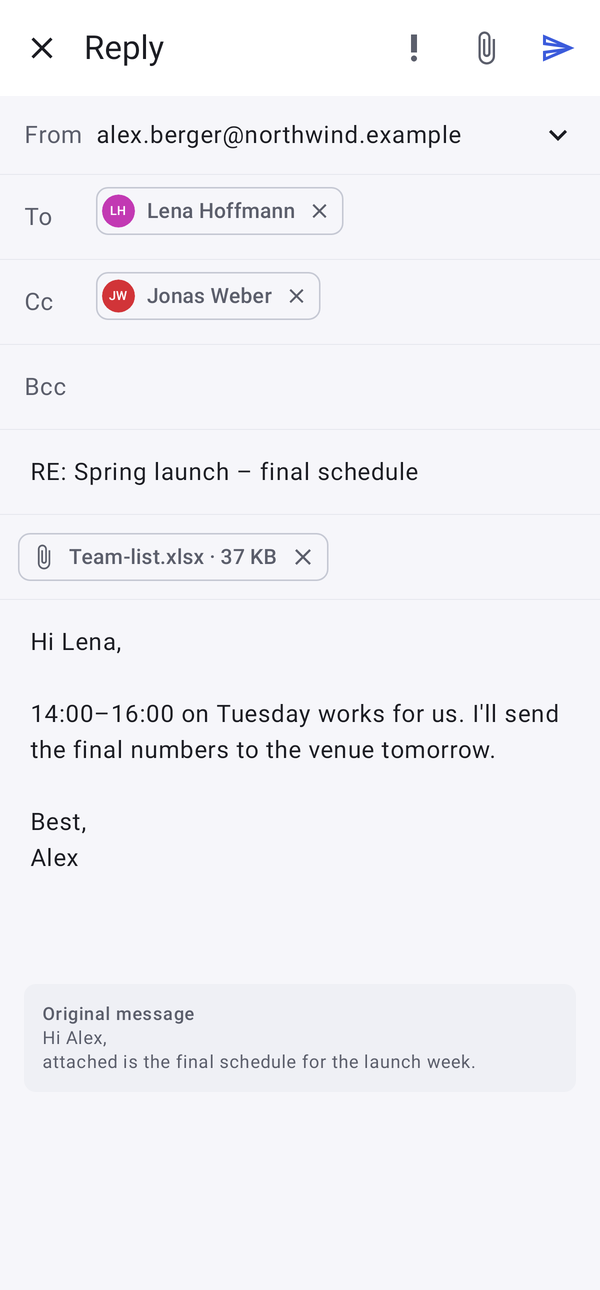 Reply
From alex.berger@northwind.example
To LH Lena Hoffmann
Cc JW Jonas Weber
Bcc
RE: Spring launch – final schedule
Team-list.xlsx · 37 KB
Hi Lena,
14:00–16:00 on Tuesday works for us. I'll send
the final numbers to the venue tomorrow.
Best,
Alex
Original message
Hi Alex,
attached is the final schedule for the launch week.